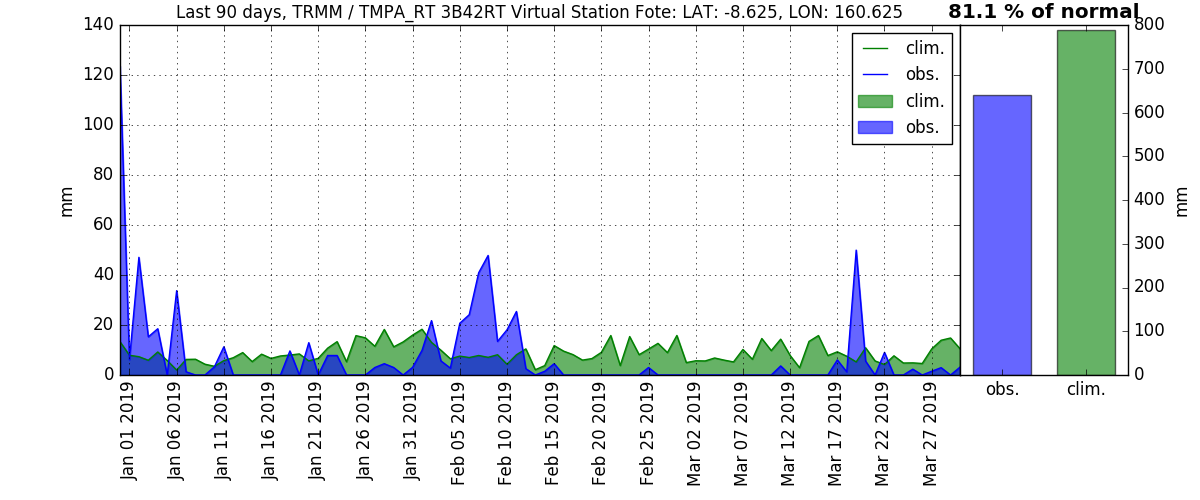 Last 90 days, TRMM / TMPA_RT 3B42RT Virtual Station Fote: LAT: -8.625, LON: 160.625
81.1 % of normal
mm
140
120
100
80
60
40
20
0
clim.
obs.
clim.
obs.
Jan 01 2019
Jan 06 2019
Jan 11 2019
Jan 16 2019
Jan 21 2019
Jan 26 2019
Jan 31 2019
Feb 05 2019
Feb 10 2019
Feb 15 2019
Feb 20 2019
Feb 25 2019
Mar 02 2019
Mar 07 2019
Mar 12 2019
Mar 17 2019
Mar 22 2019
Mar 27 2019
800
700
600
500
400
300
200
100
0
mm
obs.
clim.